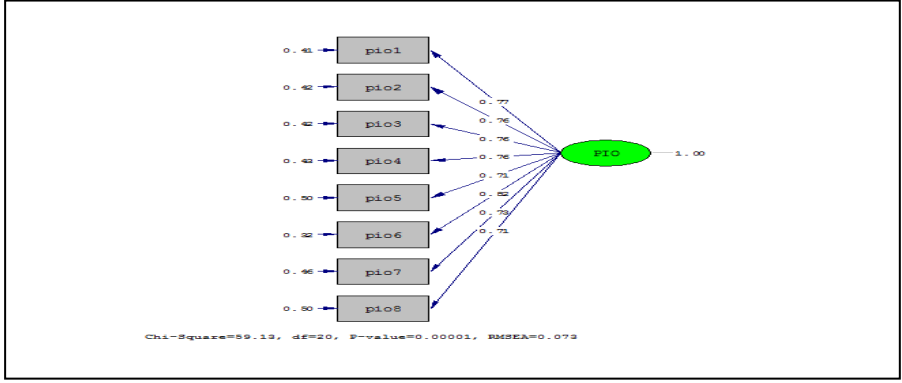 0.41 pio1
0.42 pio2
0.77
0.76
0.42 pio3
0.76
PIO 1.00
0.43 pio4
0.76
0.71
0.50 pio5
0.82
0.73
0.32 pio6
0.71
0.46 pio7
0.50 pio8
Chi-Square=59.13, df=20, P-value=0.00001, RMSEA=0.073